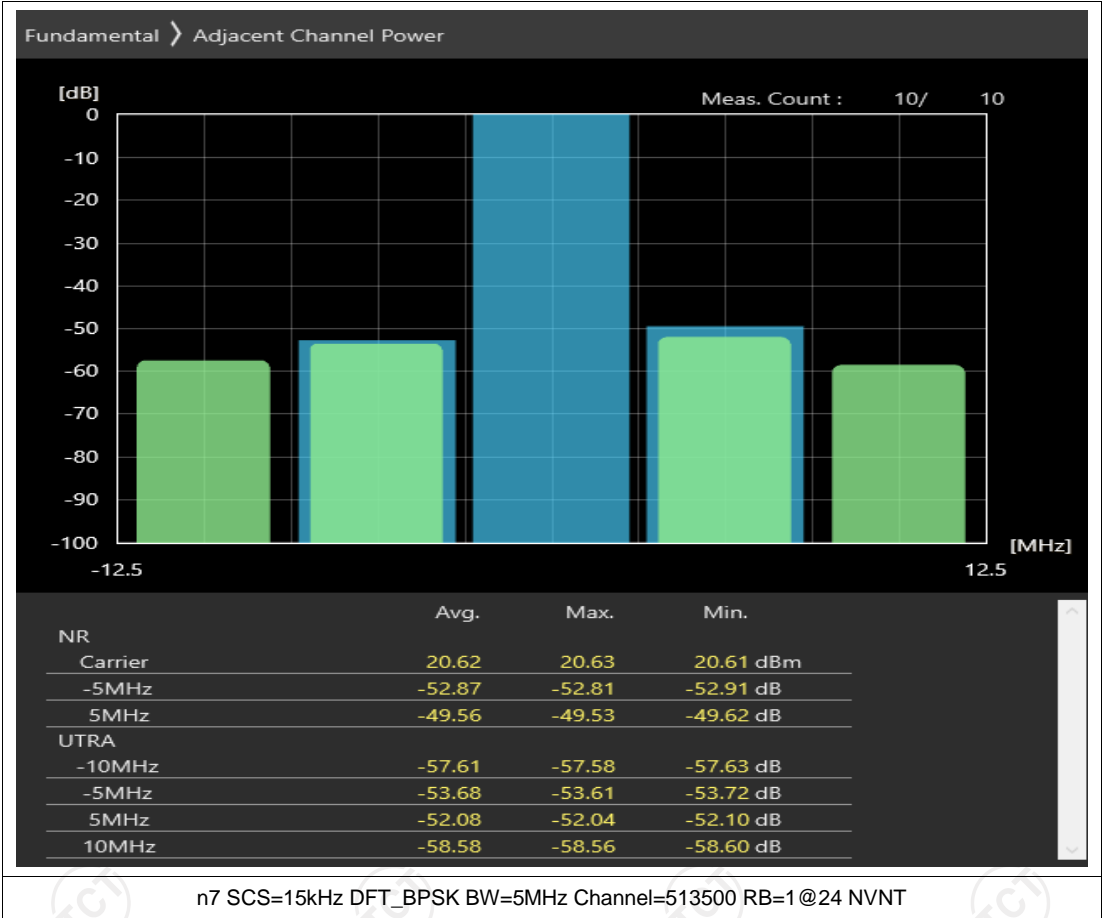 Fundamental 〉 Adjacent Channel Power
[dB]
Meas. Count : 10/ 10
0
-10
-20
-30
-40
-50
-60
-70
-80
-90
-100
[MHz]
-12.5 12.5
Avg. Max. Min.
NR
Carrier 20.62 20.63 20.61 dBm
-5MHz -52.87 -52.81 -52.91 dB
5MHz -49.56 -49.53 -49.62 dB
UTRA
-10MHz -57.61 -57.58 -57.63 dB
-5MHz -53.68 -53.61 -53.72 dB
5MHz -52.08 -52.04 -52.10 dB
10MHz -58.58 -58.56 -58.60 dB
TCT TCT TCT TCT
n7 SCS=15kHz DFT_BPSK BW=5MHz Channel=513500 RB=1@24 NVNT